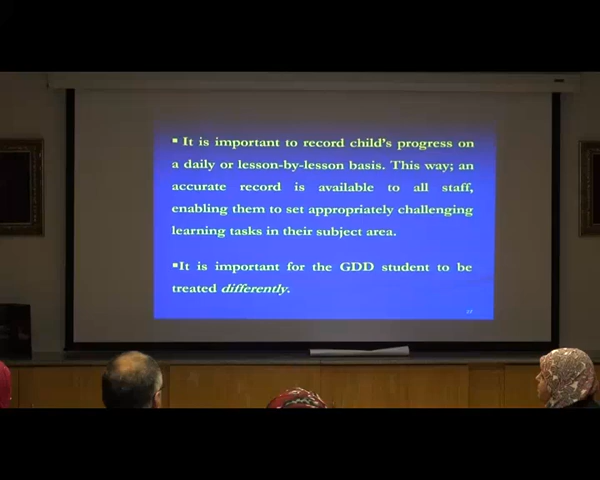 ▪ It is important to record child's progress on
a daily or lesson-by-lesson basis. This way; an
accurate record is available to all staff,
enabling them to set appropriately challenging
learning tasks in their subject area.
▪It is important for the GDD student to be
treated differently.